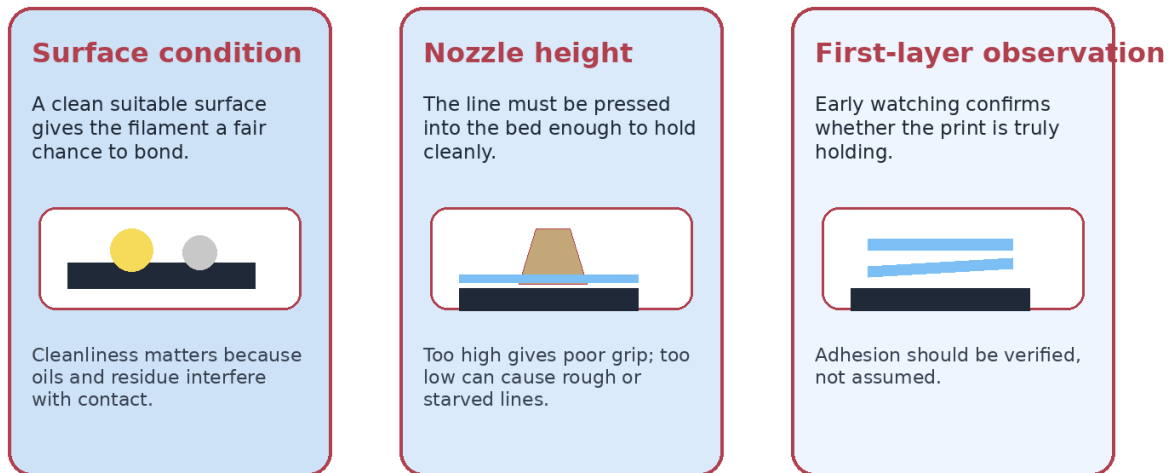 Surface condition
A clean suitable surface
gives the filament a fair
chance to bond.
Cleanliness matters because
oils and residue interfere
with contact.
Nozzle height
The line must be pressed
into the bed enough to hold
cleanly.
Too high gives poor grip; too
low can cause rough or
starved lines.
First-layer observation
Early watching confirms
whether the print is truly
holding.
Adhesion should be verified,
not assumed.